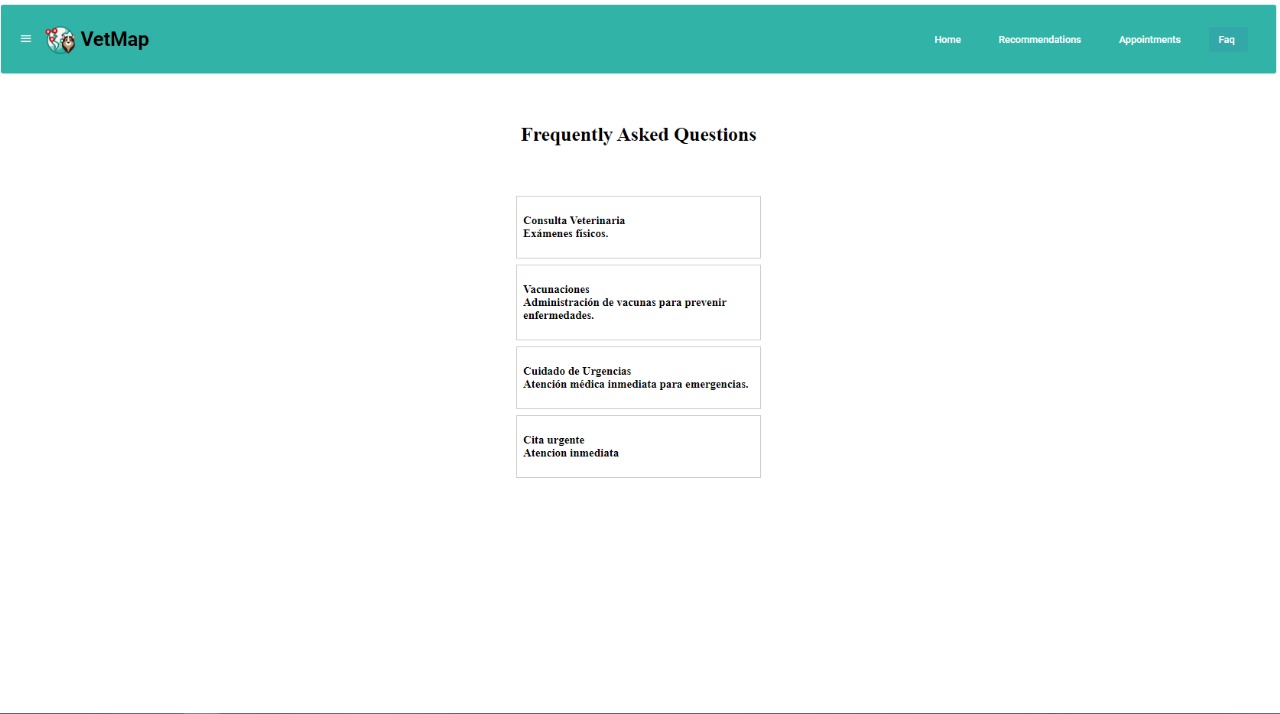 VetMap
Home Recommendations Appointments Faq
Frequently Asked Questions
Consulta Veterinaria
Exámenes físicos.
Vacunaciones
Administración de vacunas para prevenir
enfermedades.
Cuidado de Urgencias
Atención médica inmediata para emergencias.
Cita urgente
Atencion inmediata